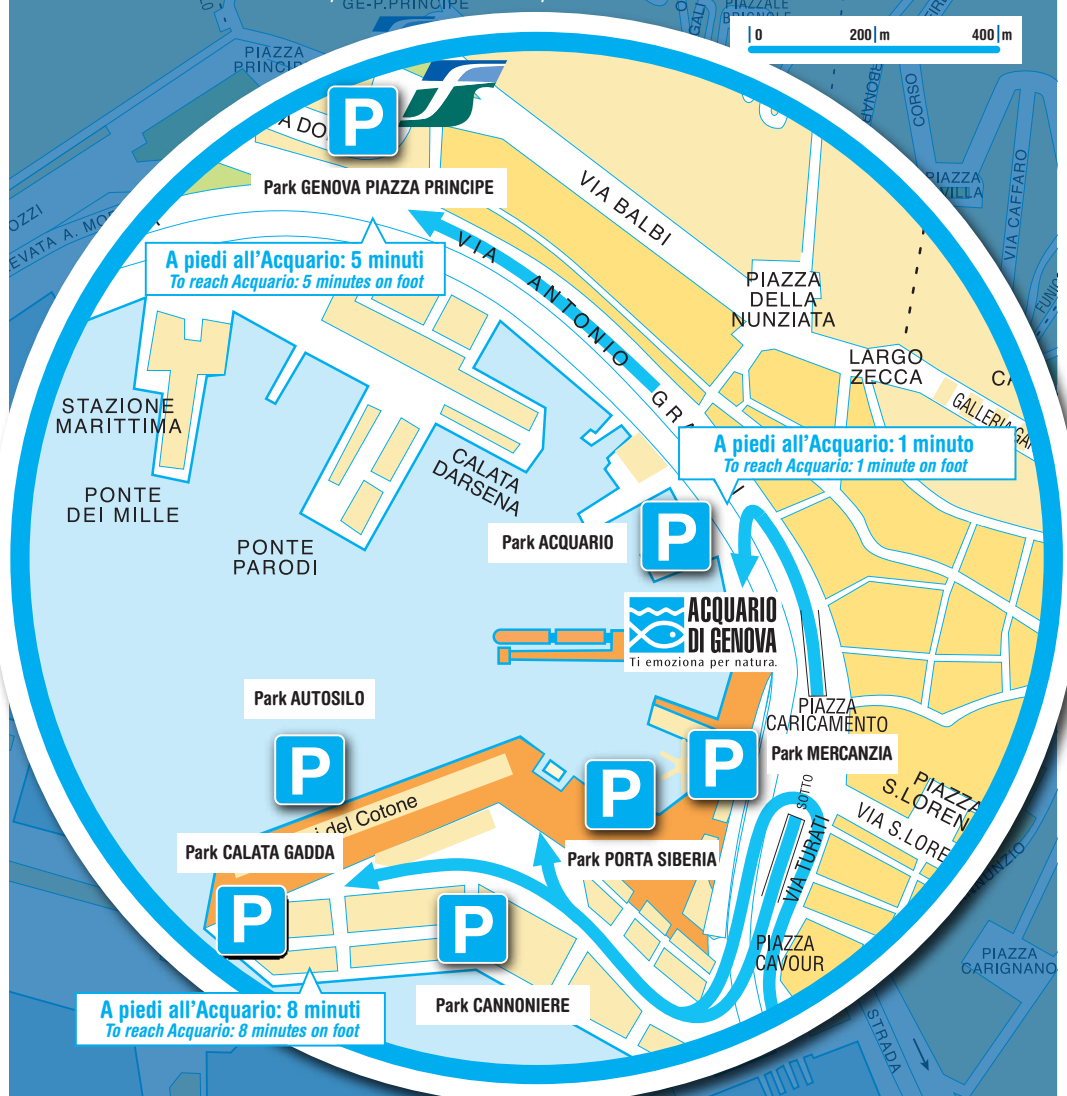 GE-P.PRINCIPE
PIAZZALE
0 200 m 400 m
PIAZZA
CORSO
VIA CAFFARO
P
Park GENOVA PIAZZA PRINCIPE
VIA BALBI
PIAZZA
A piedi all'Acquario: 5 minuti
To reach Acquario: 5 minutes on foot
VIA ANTONIO
PIAZZA
DELLA
NUNZIATA
LARGO
ZECCA
STAZIONE
MARITTIMA
A piedi all'Acquario: 1 minuto
To reach Acquario: 1 minute on foot
CALATA
DARSENA
PONTE
DEI MILLE
PONTE
PARODI
Park ACQUARIO
P
ACQUARIO
DI GENOVA
Ti emoziona per natura.
Park AUTOSILO
P
PIAZZA
CARICAMENTO
P
Park MERCANZIA
P
SOTTO
PIAZZA
S.LOREN
VIA S.LORE
del Cotone
Park CALATA GADDA
P
Park PORTA SIBERIA
VIA TURATI
P
PIAZZA
CAVOUR
PIAZZA
CARIGNANO
Park CANNONIERE
A piedi all'Acquario: 8 minuti
To reach Acquario: 8 minutes on foot
STRADA